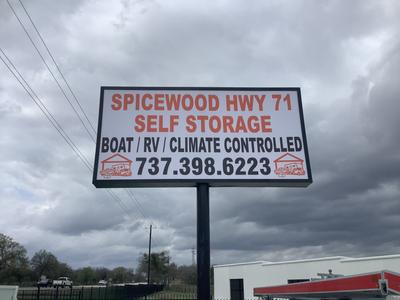 SPICEWOOD HWY 71
SELF STORAGE
BOAT / RV / CLIMATE CONTROLLED
737.398.6223